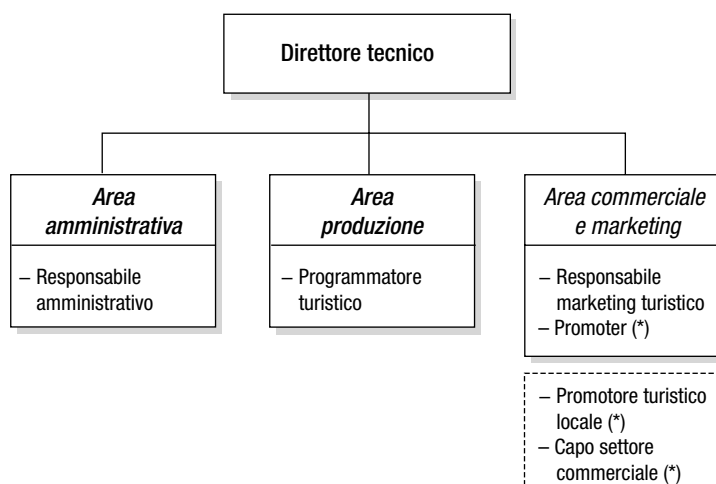 Direttore tecnico
Area
amministrativa
– Responsabile
amministrativo
Area
produzione
– Programmatore
turistico
Area commerciale
e marketing
– Responsabile
marketing turistico
– Promoter (*)
– Promotore turistico
locale (*)
– Capo settore
commerciale (*)